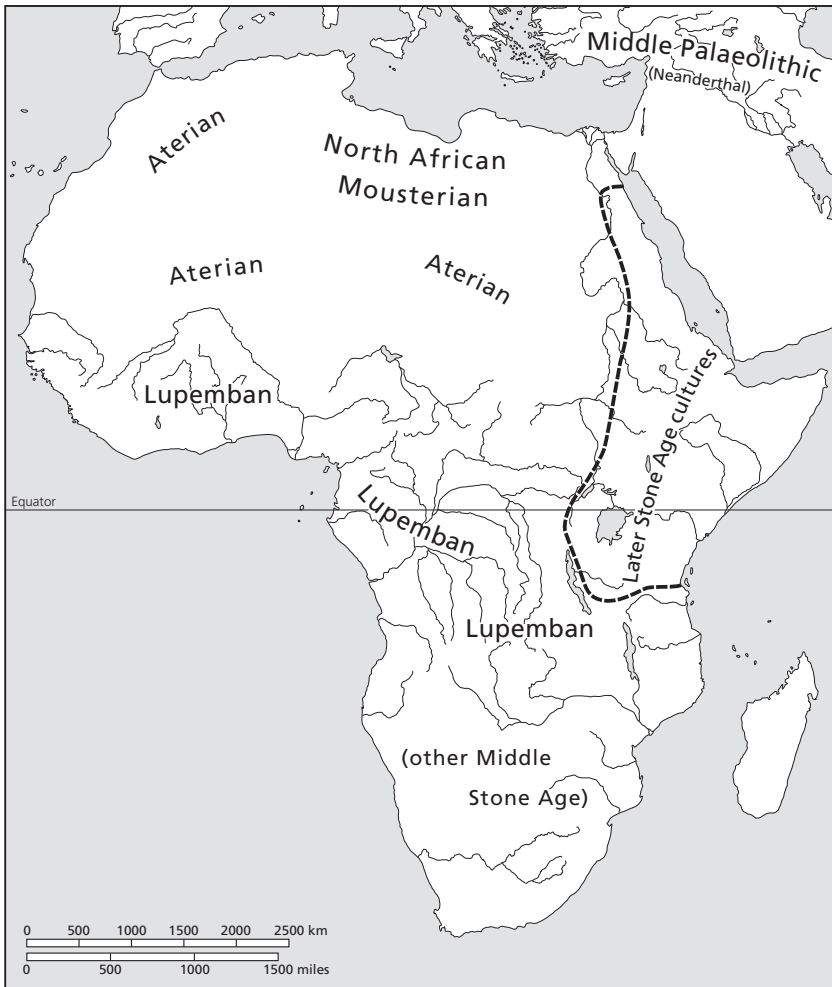 Middle Palaeolithic
(Neanderthal)
Aterian
North African
Mousterian
Aterian
Aterian
Lupemban
Later Stone Age cultures
Equator
Lupemban
Lupemban
(other Middle
Stone Age)
0 500 1000 1500 2000 2500 km
0 500 1000 1500 miles